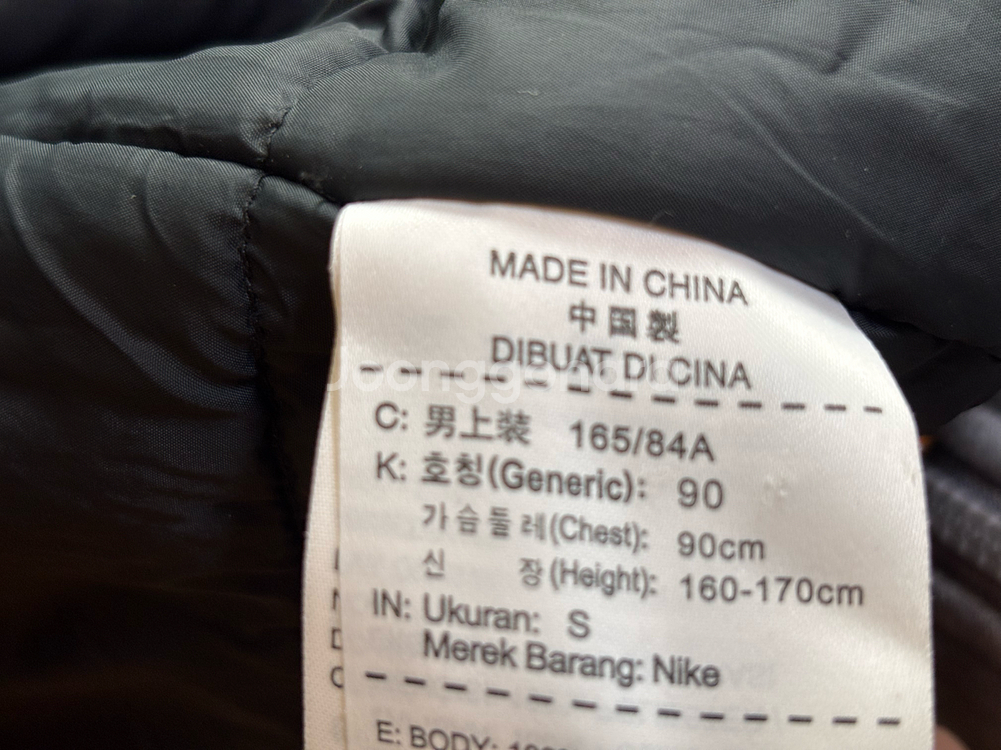 MADE IN CHINA
中国製
DIBUAT DI CINA
C: 男上装 165/84A
K: 호칭(Generic): 90
가슴둘레(Chest): 90cm
신 장(Height): 160-170cm
IN: Ukuran: S
Merek Barang: Nike
E: BODY: